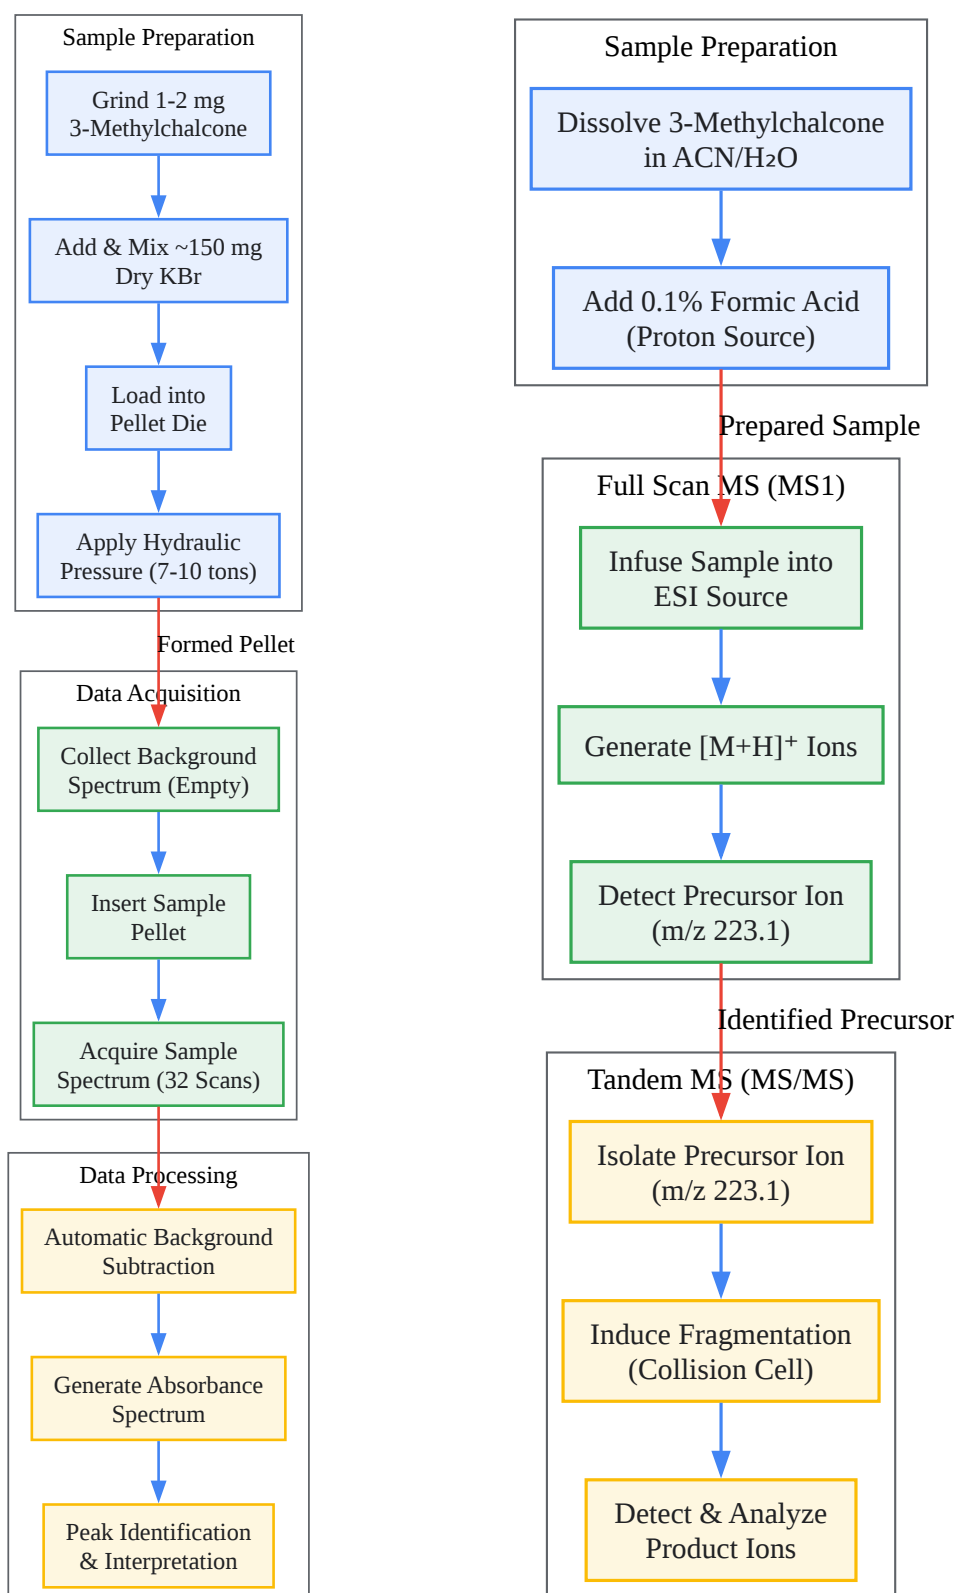 Sample Preparation
Grind 1-2 mg
3-Methylchalcone
Add & Mix ~150 mg
Dry KBr
Load into
Pellet Die
Apply Hydraulic
Pressure (7-10 tons)
Formed Pellet
Data Acquisition
Collect Background
Spectrum (Empty)
Insert Sample
Pellet
Acquire Sample
Spectrum (32 Scans)
Data Processing
Automatic Background
Subtraction
Generate Absorbance
Spectrum
Peak Identification
& Interpretation
Sample Preparation
Dissolve 3-Methylchalcone
in ACN/H₂O
Add 0.1% Formic Acid
(Proton Source)
Prepared Sample
Full Scan MS (MS1)
Infuse Sample into
ESI Source
Generate [M+H]⁺ Ions
Detect Precursor Ion
(m/z 223.1)
Identified Precursor
Tandem MS (MS/MS)
Isolate Precursor Ion
(m/z 223.1)
Induce Fragmentation
(Collision Cell)
Detect & Analyze
Product Ions